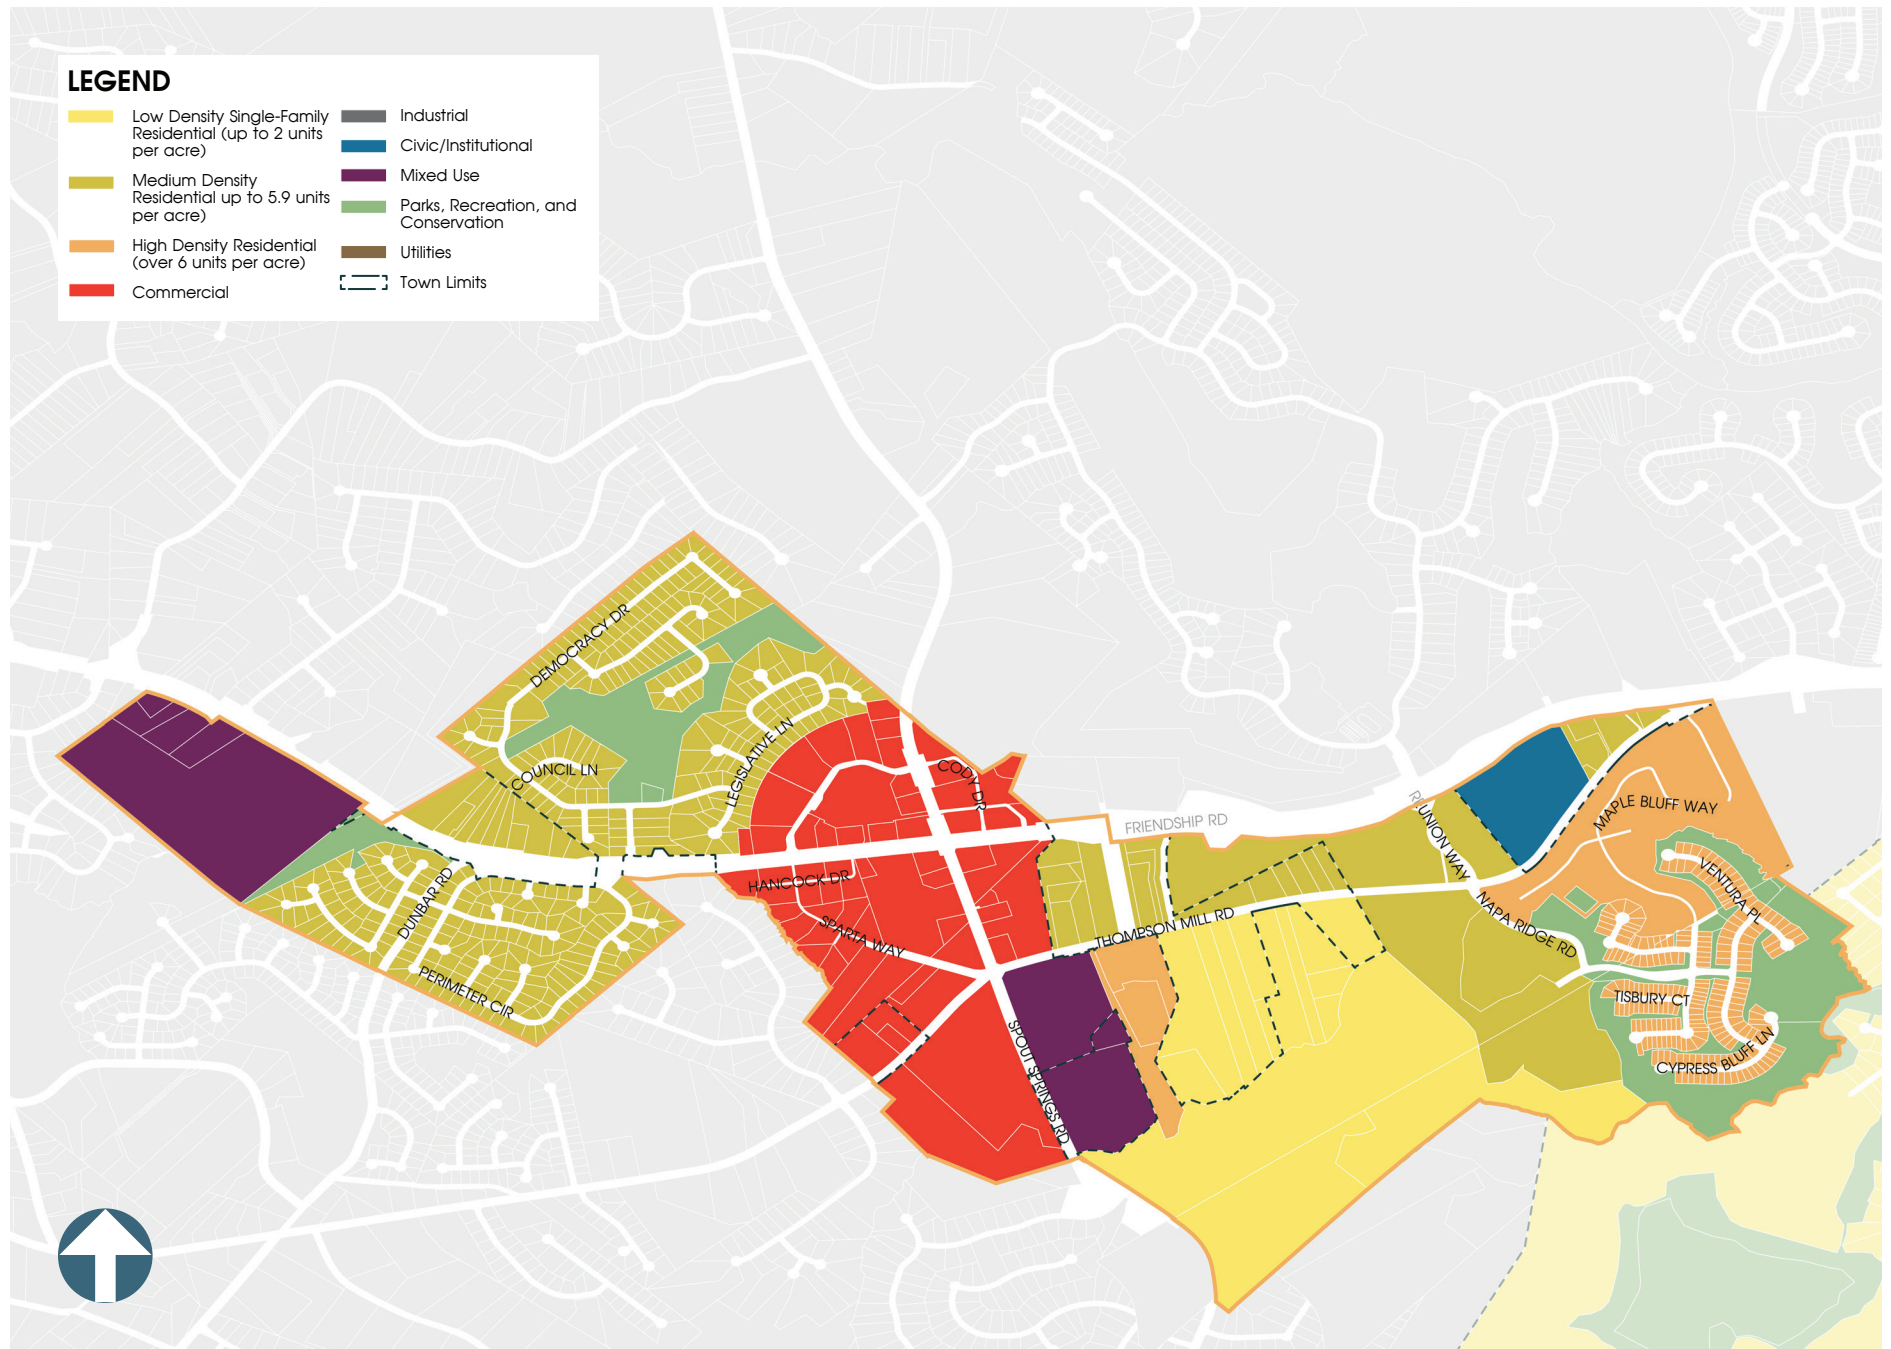 LEGEND
Low Density Single-Family
Residential (up to 2 units
per acre)
Medium Density
Residential up to 5.9 units
per acre)
High Density Residential
(over 6 units per acre)
Commercial
Industrial
Civic/Institutional
Mixed Use
Parks, Recreation, and
Conservation
Utilities
Town Limits
DEMOCRACY DR
COUNCIL LN
LEGISLATIVE LN
CODY DR
FRIENDSHIP RD
REUNION WAY
MAPLE BLUFF WAY
VENTURA PL
HANCOCK DR
DUNBAR RD
SPARTA WAY
THOMPSON MILL RD
NAPA RIDGE RD
PERIMETER CIR
TISBURY CT
SPOUT SPRINGS RD
CYPRESS BLUFF LN